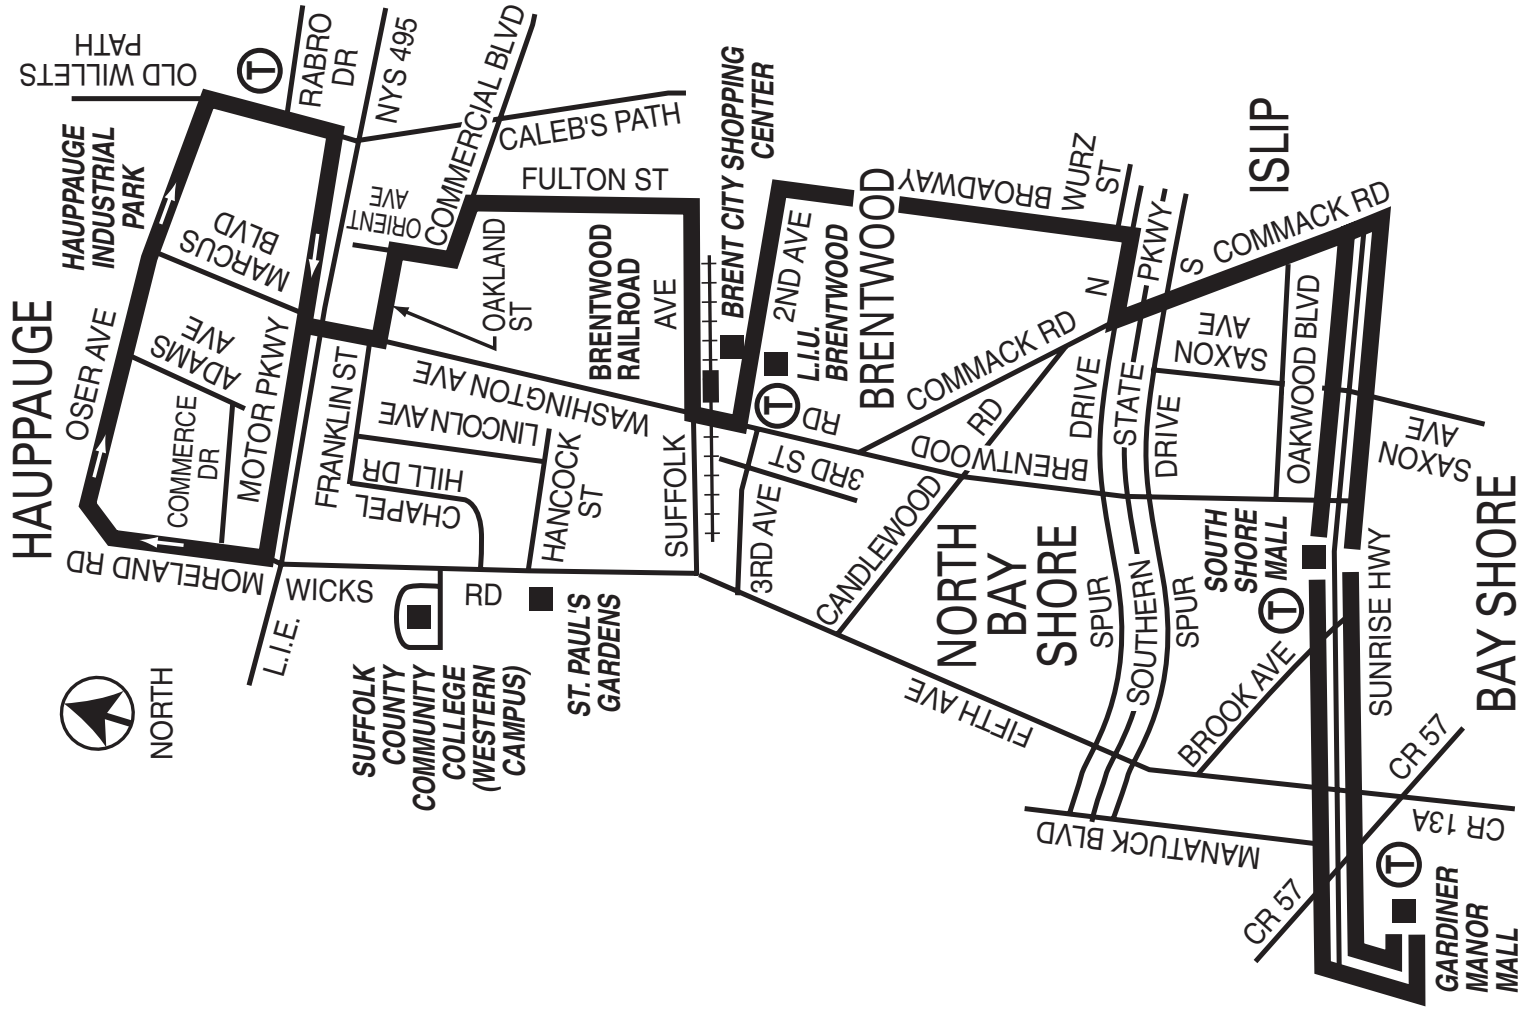 HAUPPAUGE
HAUPPAUGE
INDUSTRIAL
PARK
OLD WILLETS
PATH
T
RABRO
DR
NYS 495
COMMERCIAL BLVD
CALEB'S PATH
OSER AVE
MARCUS
BLVD
ADAMS
AVE
COMMERCE
DR
MOTOR PKWY
MORELAND RD
ORIENT
AVE
FULTON ST
OAKLAND
ST
FRANKLIN ST
WASHINGTON AVE
LINCOLN AVE
CHAPEL
HILL DR
HANCOCK
ST
WICKS
RD
L.I.E.
NORTH
SUFFOLK
COUNTY
COMMUNITY
COLLEGE
(WESTERN
CAMPUS)
ST. PAUL'S
GARDENS
BRENTWOOD
RAILROAD
SUFFOLK
AVE
BRENT CITY SHOPPING
CENTER
2ND AVE
L.I.U.
BRENTWOOD
T
BRENTWOOD
BROADWAY
WURZ
ST
3RD ST
3RD AVE
BRENTWOOD
RD
N
COMMACK RD
CANDLEWOOD
RD
NORTH
BAY
SHORE
FIFTH AVE
DRIVE
SPUR
SOUTHERN
STATE
PKWY
DRIVE
SPUR
ISLIP
S
COMMACK RD
SAXON
AVE
OAKWOOD BLVD
SAXON
AVE
SOUTH
SHORE
MALL
T
BROOK AVE
SUNRISE HWY
BAY SHORE
MANATUCK BLVD
CR 57
CR 57
CR 13A
T
GARDINER
MANOR
MALL